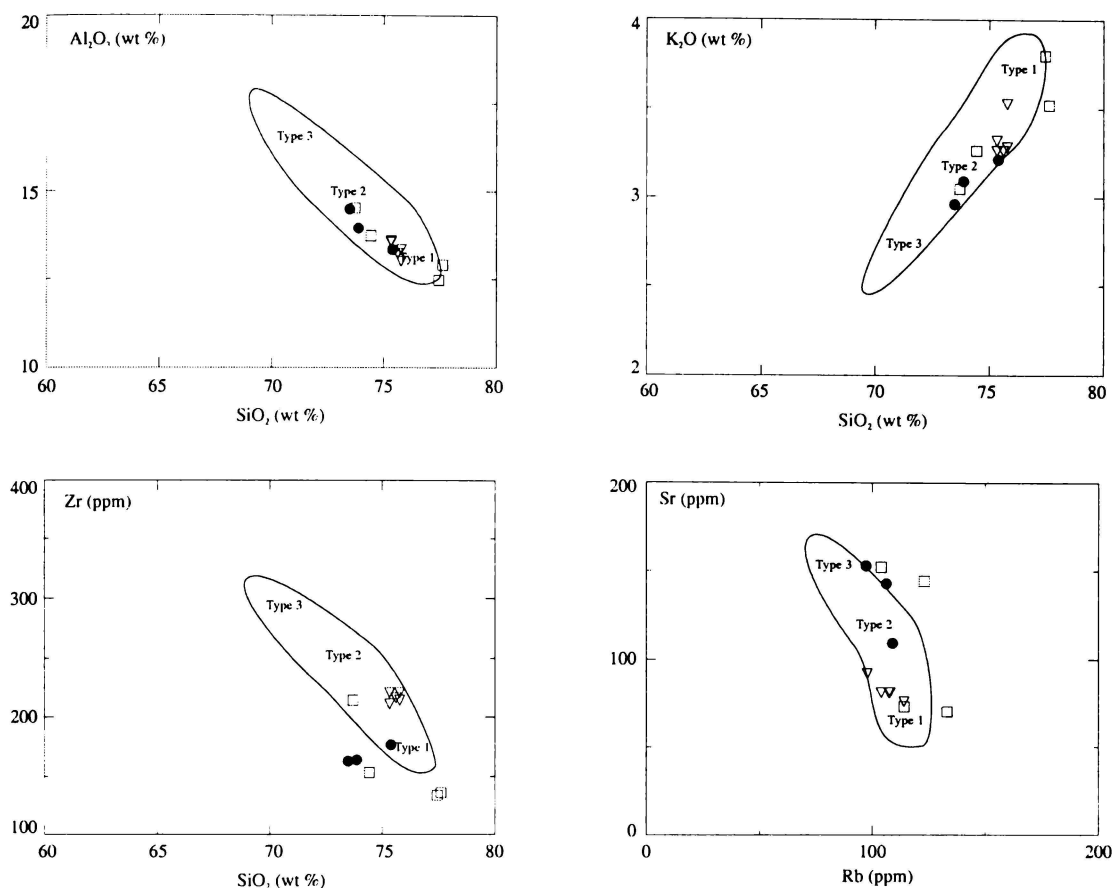 20
Al₂O₃ (wt %)
Type 3
15
Type 2
Type 1
10
60 65 70 75 80
SiO₂ (wt %)
4
K₂O (wt %)
Type 1
3
Type 2
Type 3
2
60 65 70 75 80
SiO₂ (wt %)
400
Zr (ppm)
300
Type 3
Type 2
200
Type 1
100
60 65 70 75 80
SiO₂ (wt %)
200
Sr (ppm)
Type 3
Type 2
100
Type 1
0
0 100 200
Rb (ppm)